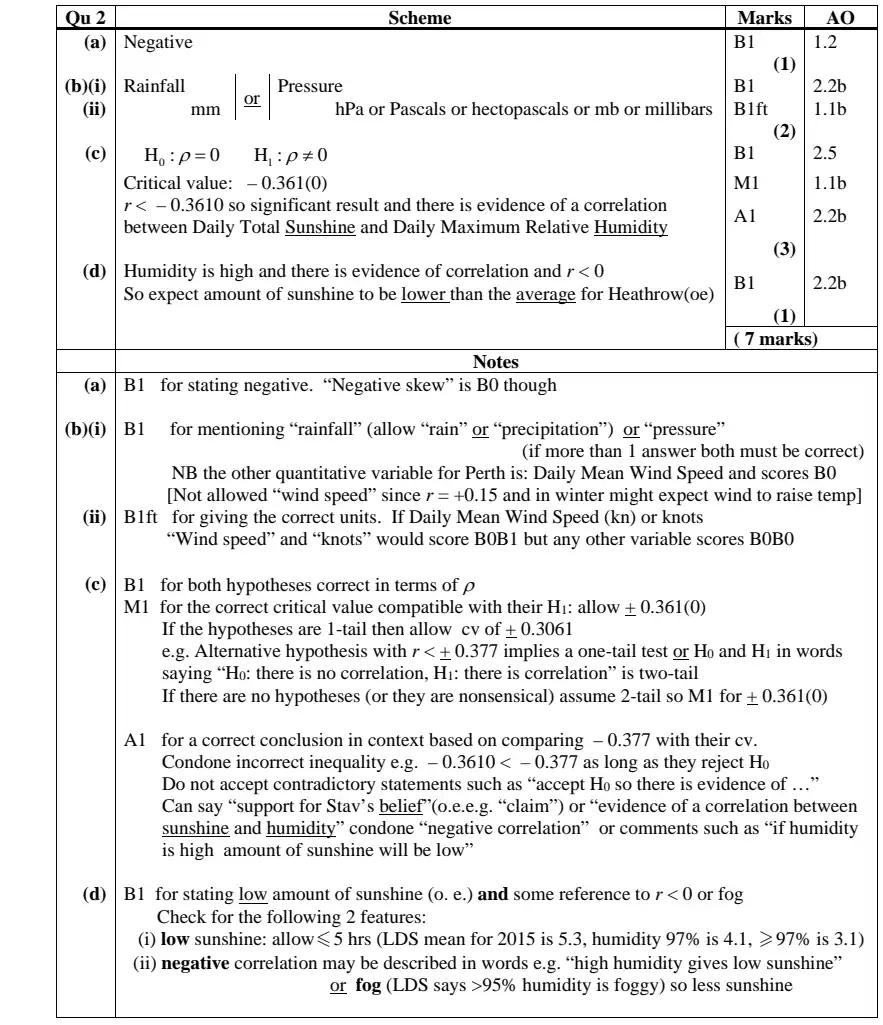 Qu 2 Scheme Marks AO
(a) Negative B1 1.2
(1)
(b)(i) Rainfall or Pressure B1 2.2b
(ii) mm hPa or Pascals or hectopascals or mb or millibars B1ft 1.1b
(2)
(c) H₀ : ρ = 0 H₁ : ρ ≠ 0 B1 2.5
Critical value: – 0.361(0) M1 1.1b
r < – 0.3610 so significant result and there is evidence of a correlation
between Daily Total Sunshine and Daily Maximum Relative Humidity A1 2.2b
(3)
(d) Humidity is high and there is evidence of correlation and r < 0
So expect amount of sunshine to be lower than the average for Heathrow(oe) B1 2.2b
(1)
( 7 marks)
Notes
(a) B1 for stating negative. “Negative skew” is B0 though
(b)(i) B1 for mentioning “rainfall” (allow “rain” or “precipitation”) or “pressure”
(if more than 1 answer both must be correct)
NB the other quantitative variable for Perth is: Daily Mean Wind Speed and scores B0
[Not allowed “wind speed” since r = +0.15 and in winter might expect wind to raise temp]
(ii) B1ft for giving the correct units. If Daily Mean Wind Speed (kn) or knots
“Wind speed” and “knots” would score B0B1 but any other variable scores B0B0
(c) B1 for both hypotheses correct in terms of ρ
M1 for the correct critical value compatible with their H₁: allow ± 0.361(0)
If the hypotheses are 1-tail then allow cv of ± 0.3061
e.g. Alternative hypothesis with r < ± 0.377 implies a one-tail test or H₀ and H₁ in words
saying “H₀: there is no correlation, H₁: there is correlation” is two-tail
If there are no hypotheses (or they are nonsensical) assume 2-tail so M1 for ± 0.361(0)
A1 for a correct conclusion in context based on comparing – 0.377 with their cv.
Condone incorrect inequality e.g. – 0.3610 < – 0.377 as long as they reject H₀
Do not accept contradictory statements such as “accept H₀ so there is evidence of …”
Can say “support for Stav’s belief”(o.e.e.g. “claim”) or “evidence of a correlation between
sunshine and humidity” condone “negative correlation” or comments such as “if humidity
is high amount of sunshine will be low”
(d) B1 for stating low amount of sunshine (o. e.) and some reference to r < 0 or fog
Check for the following 2 features:
(i) low sunshine: allow ⩽ 5 hrs (LDS mean for 2015 is 5.3, humidity 97% is 4.1, ⩾97% is 3.1)
(ii) negative correlation may be described in words e.g. “high humidity gives low sunshine”
or fog (LDS says >95% humidity is foggy) so less sunshine